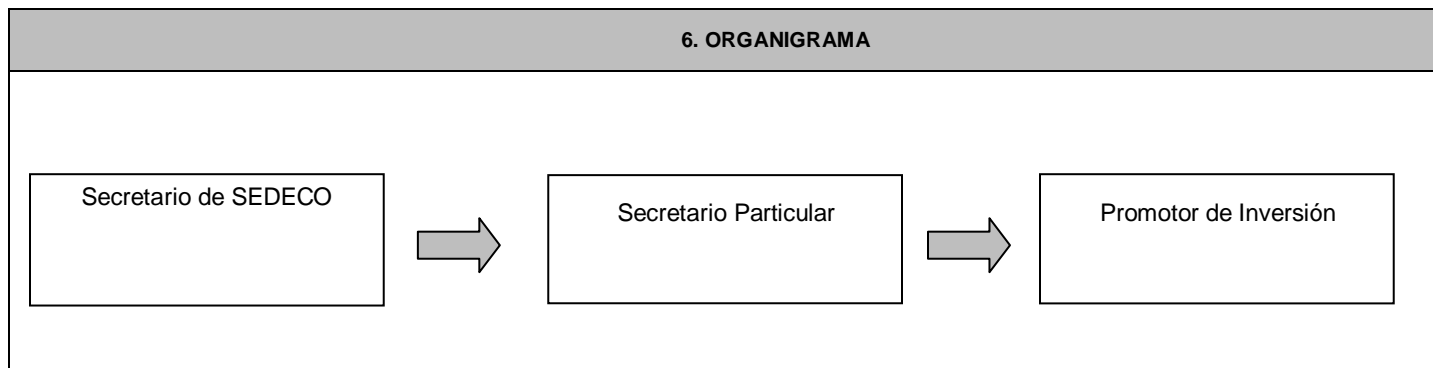 6. ORGANIGRAMA
Secretario de SEDECO
Secretario Particular
Promotor de Inversión